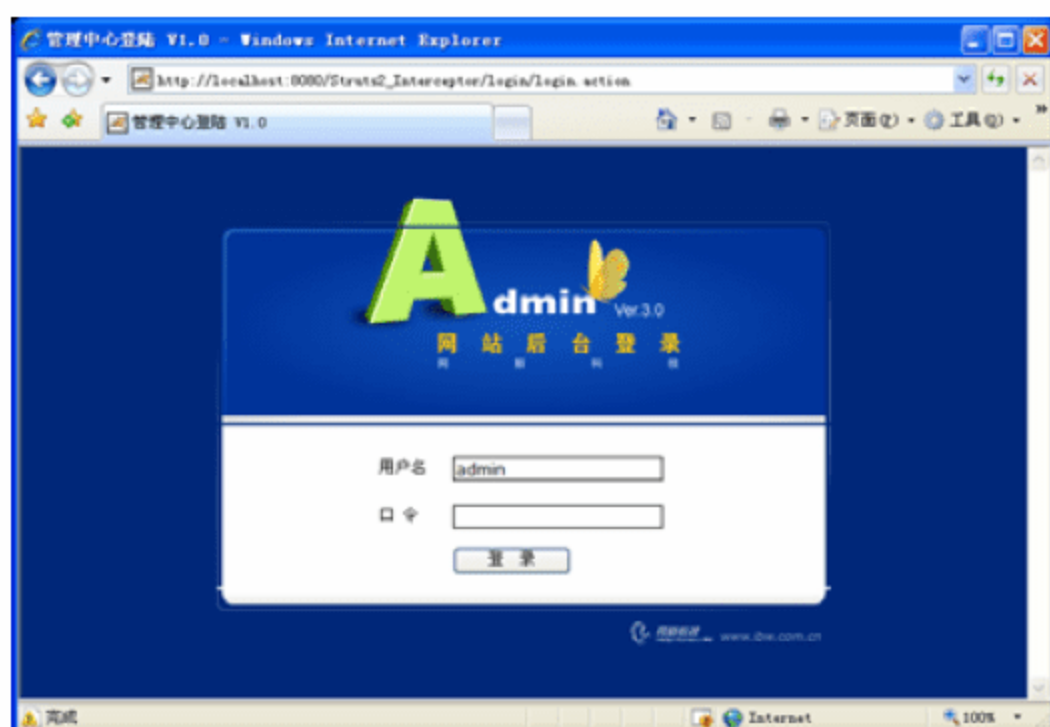 管理中心登陆 V1.0 - Windows Internet Explorer
http://localhost:8080/Struts2_Interceptor/login/login.action
管理中心登陆 V1.0
页面(P)
工具(O)
Admin Ver.3.0
网站后台登录
用户名 admin
口令
登 录
www.ibw.com.cn
完成
Internet
100%